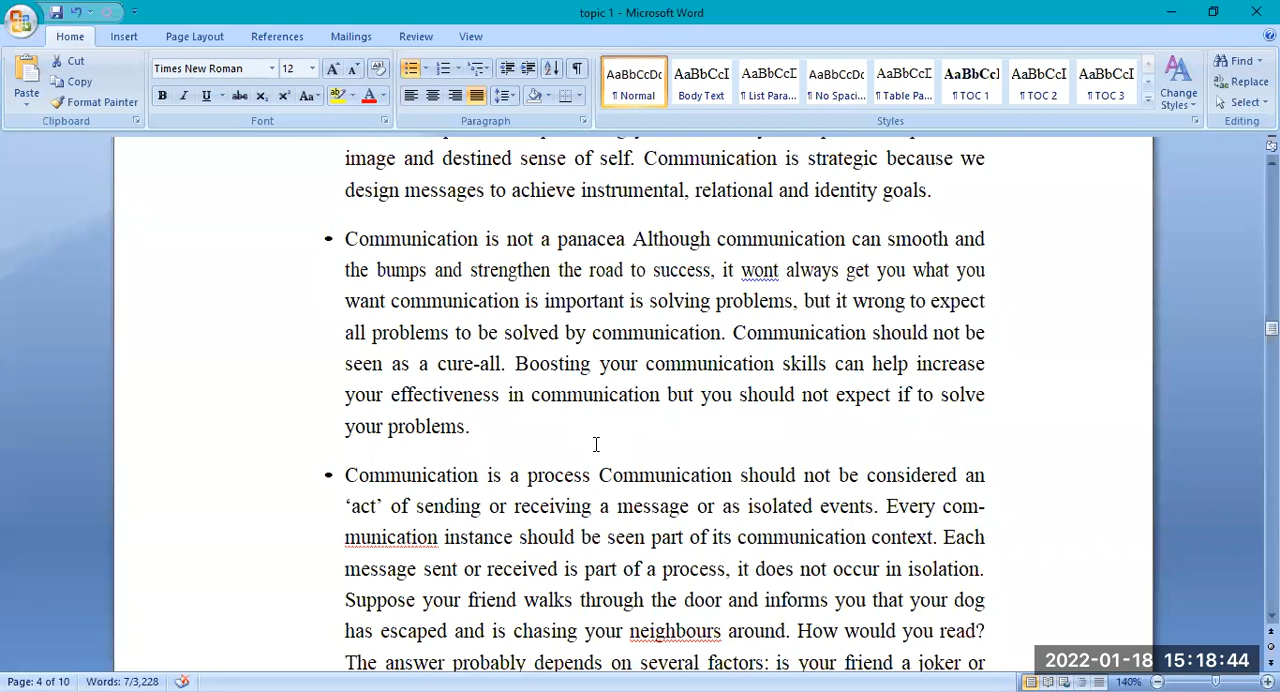 topic 1 - Microsoft Word
Home Insert Page Layout References Mailings Review View
Paste
Cut
Copy
Format Painter
Clipboard
Times New Roman 12
Font
Paragraph
AaBbCcDc AaBbCcI AaBbCcI AaBbCcDc AaBbCcI AaBbCcI AaBbCcI AaBbCcI
¶ Normal Body Text ¶ List Para... ¶ No Spaci... ¶ Table Pa... ¶ TOC 1 ¶ TOC 2 ¶ TOC 3
Change Styles
Styles
Find
Replace
Select
Editing
image and destined sense of self. Communication is strategic because we
design messages to achieve instrumental, relational and identity goals.
• Communication is not a panacea Although communication can smooth and
the bumps and strengthen the road to success, it wont always get you what you
want communication is important is solving problems, but it wrong to expect
all problems to be solved by communication. Communication should not be
seen as a cure-all. Boosting your communication skills can help increase
your effectiveness in communication but you should not expect if to solve
your problems.
• Communication is a process Communication should not be considered an
‘act’ of sending or receiving a message or as isolated events. Every com-
munication instance should be seen part of its communication context. Each
message sent or received is part of a process, it does not occur in isolation.
Suppose your friend walks through the door and informs you that your dog
has escaped and is chasing your neighbours around. How would you read?
The answer probably depends on several factors: is your friend a joker or
2022-01-18 15:18:44
Page: 4 of 10 Words: 7/3,228 140%